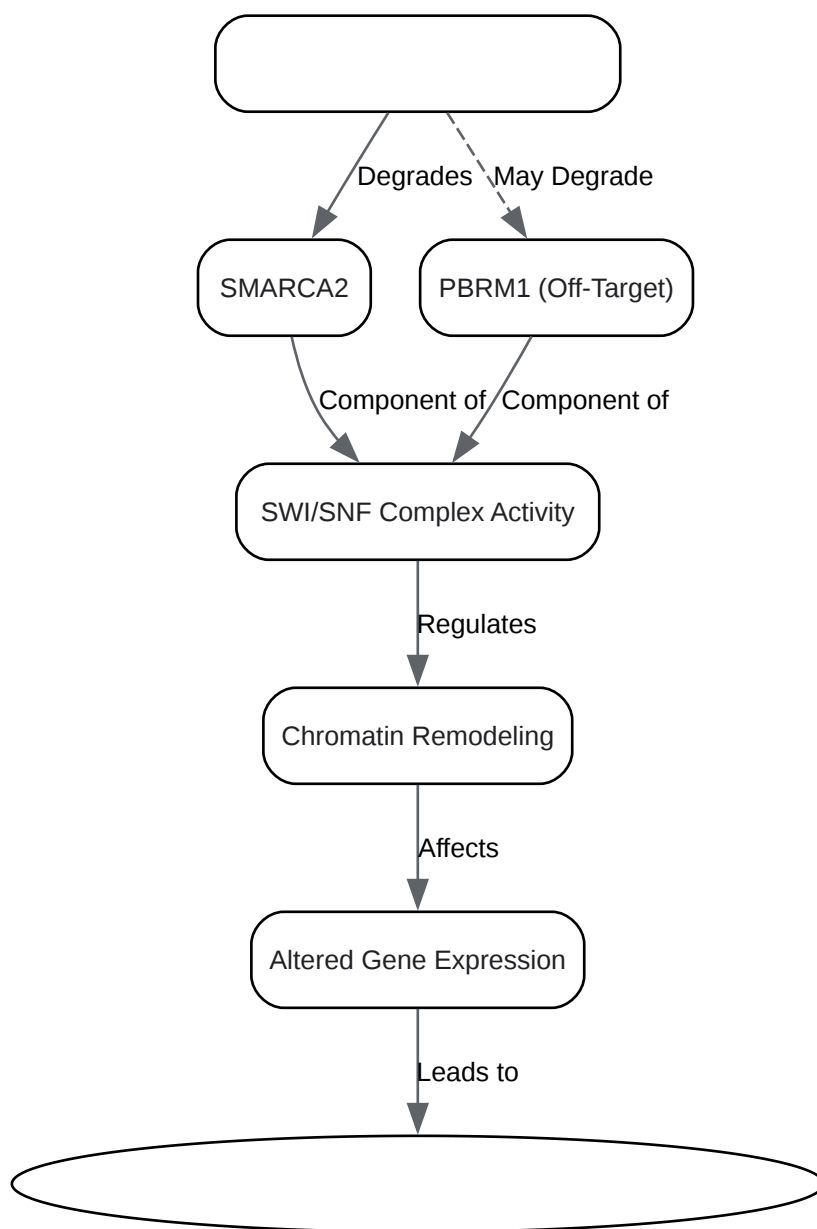 Degrades
May Degrade
SMARCA2
PBRM1 (Off-Target)
Component of
Component of
SWI/SNF Complex Activity
Regulates
Chromatin Remodeling
Affects
Altered Gene Expression
Leads to